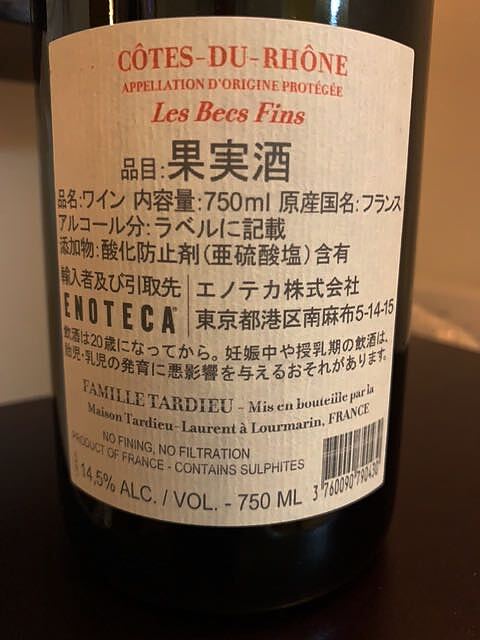 CÔTES-DU-RHÔNE
APPELLATION D'ORIGINE PROTÉGÉE
Les Becs Fins
品目:果実酒
品名:ワイン 内容量:750ml 原産国名:フランス
アルコール分:ラベルに記載
添加物:酸化防止剤(亜硫酸塩)含有
輸入者及び引取先 エノテカ株式会社
ENOTECA 東京都港区南麻布5-14-15
飲酒は20歳になってから。妊娠中や授乳期の飲酒は、
胎児・乳児の発育に悪影響を与えるおそれがあります。
FAMILLE TARDIEU - Mis en bouteille par la
Maison Tardieu-Laurent à Lourmarin, FRANCE
NO FINING, NO FILTRATION
PRODUCT OF FRANCE - CONTAINS SULPHITES
14,5% ALC. / VOL. - 750 ML
3 760090 790430